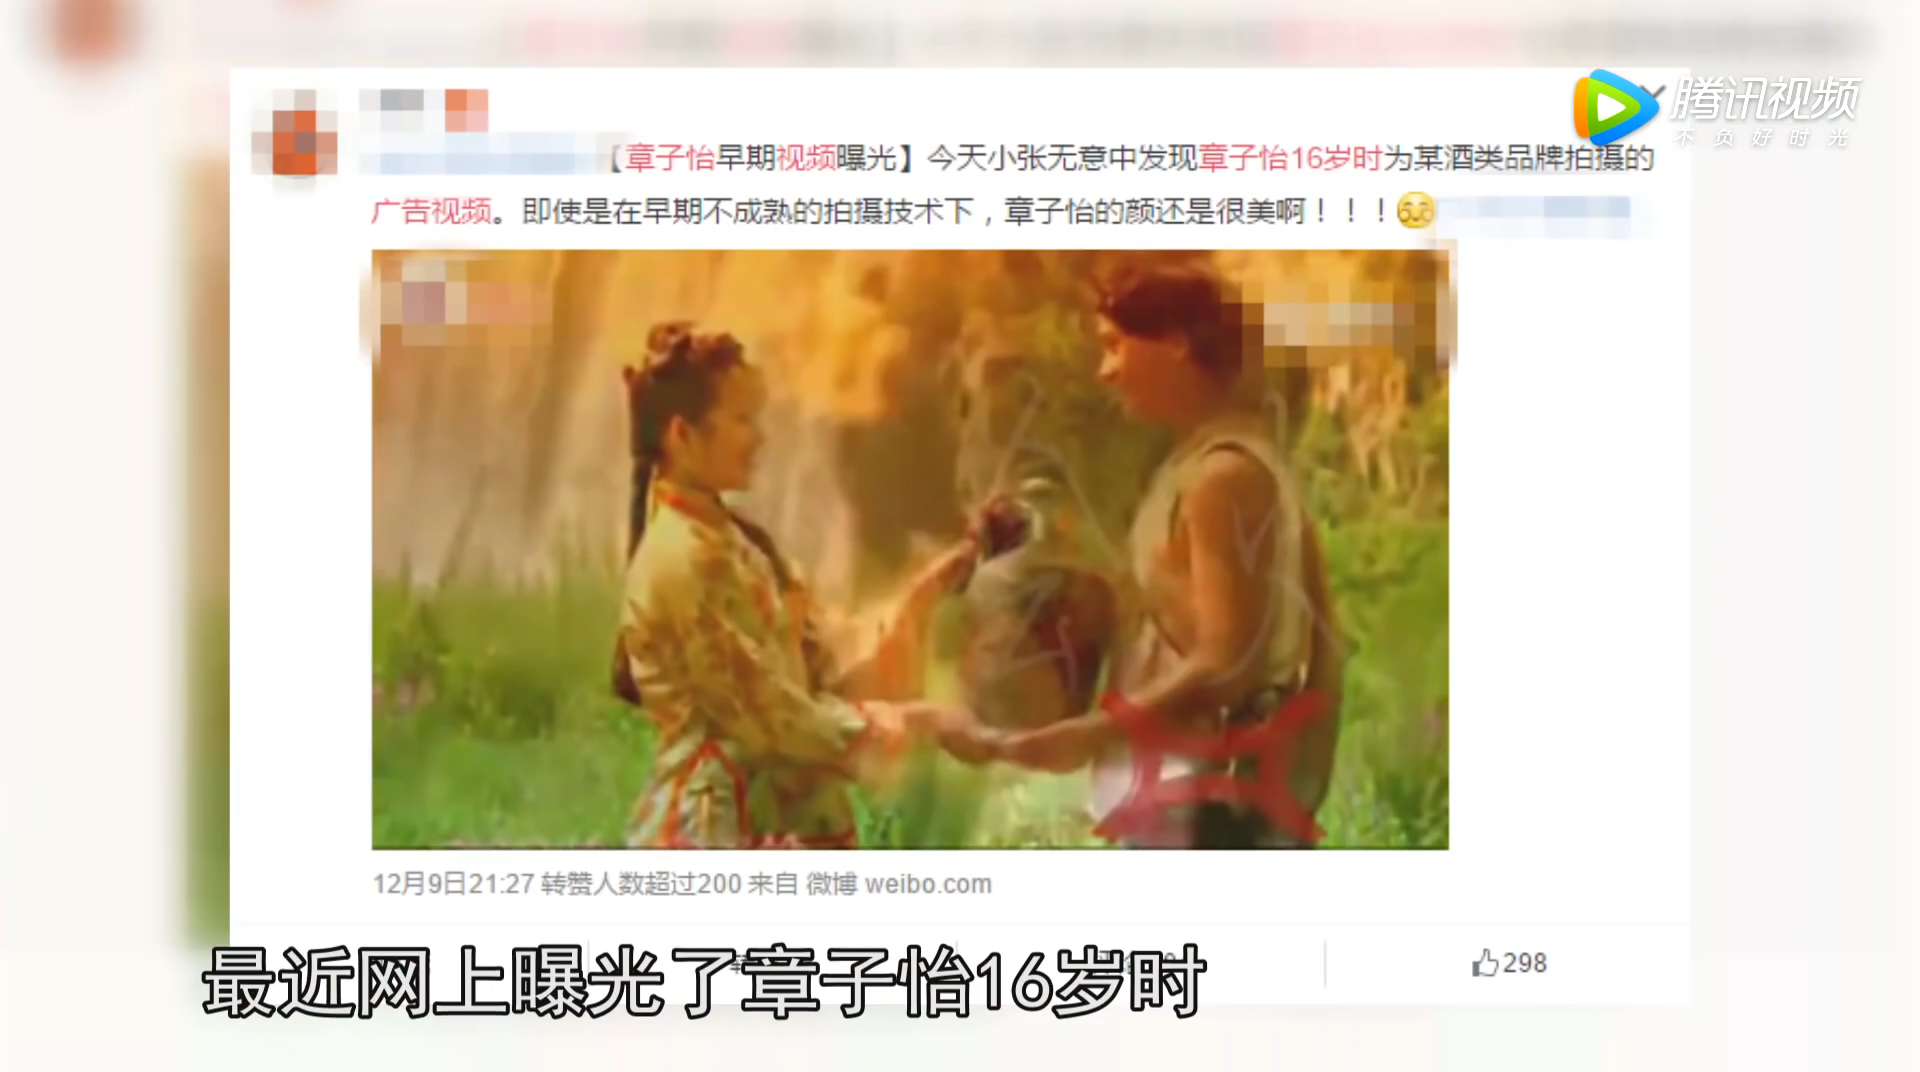 腾讯视频
不负好时光
【章子怡早期视频曝光】今天小张无意中发现章子怡16岁时为某酒类品牌拍摄的
广告视频。即使是在早期不成熟的拍摄技术下，章子怡的颜还是很美啊！！！
12月9日21:27 转赞人数超过200 来自 微博 weibo.com
298
最近网上曝光了章子怡16岁时